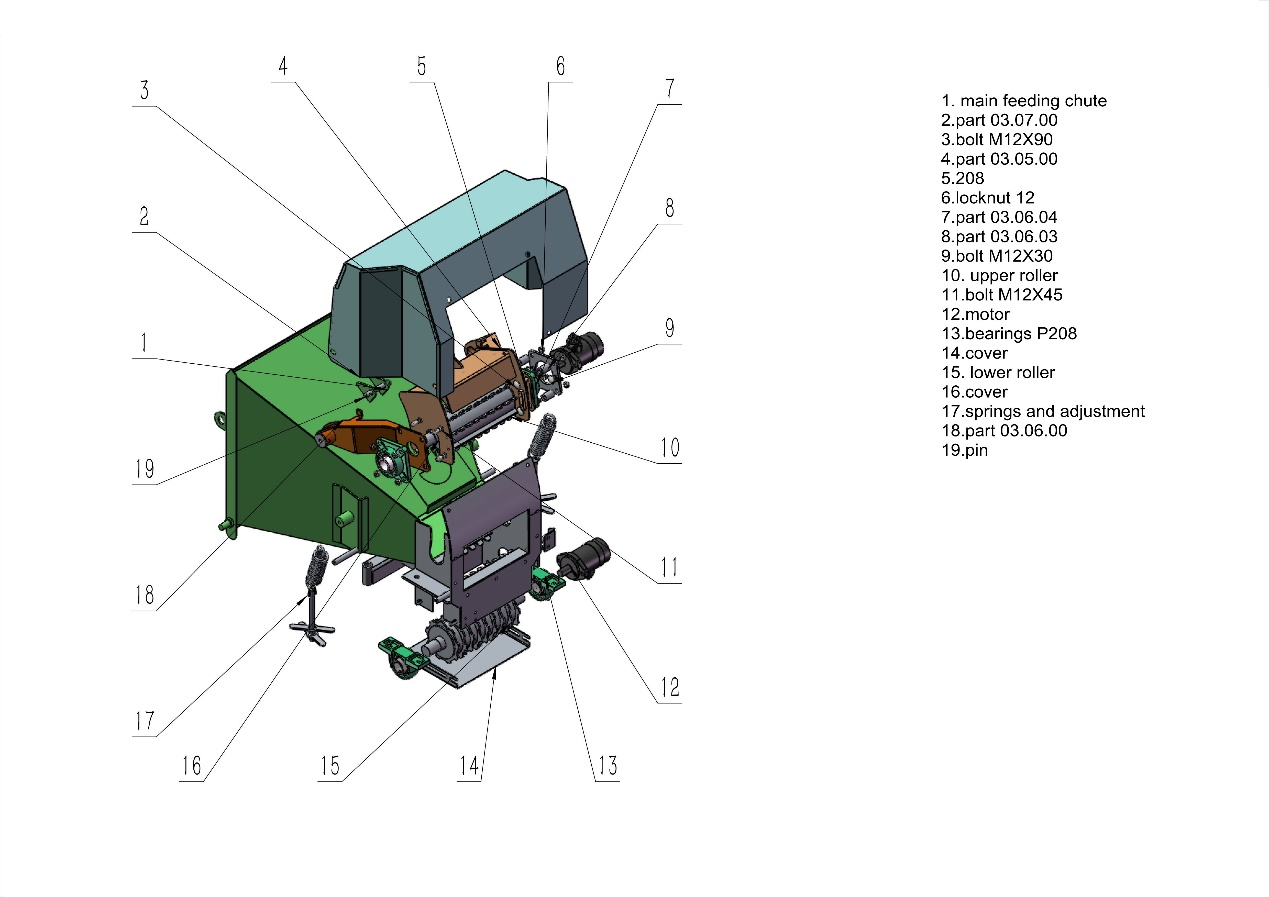 4
5
6
3
7
2
8
1
9
19
10
18
11
17
12
16
15
14
13
1. main feeding chute
2.part 03.07.00
3.bolt M12X90
4.part 03.05.00
5.208
6.locknut 12
7.part 03.06.04
8.part 03.06.03
9.bolt M12X30
10. upper roller
11.bolt M12X45
12.motor
13.bearings P208
14.cover
15. lower roller
16.cover
17.springs and adjustment
18.part 03.06.00
19.pin